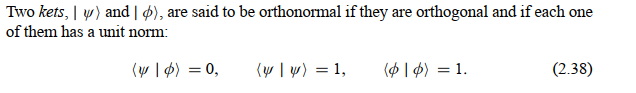 Two kets, | ψ⟩ and | ϕ⟩, are said to be orthonormal if they are orthogonal and if each one
of them has a unit norm:
⟨ψ | ϕ⟩ = 0, ⟨ψ | ψ⟩ = 1, ⟨ϕ | ϕ⟩ = 1. (2.38)